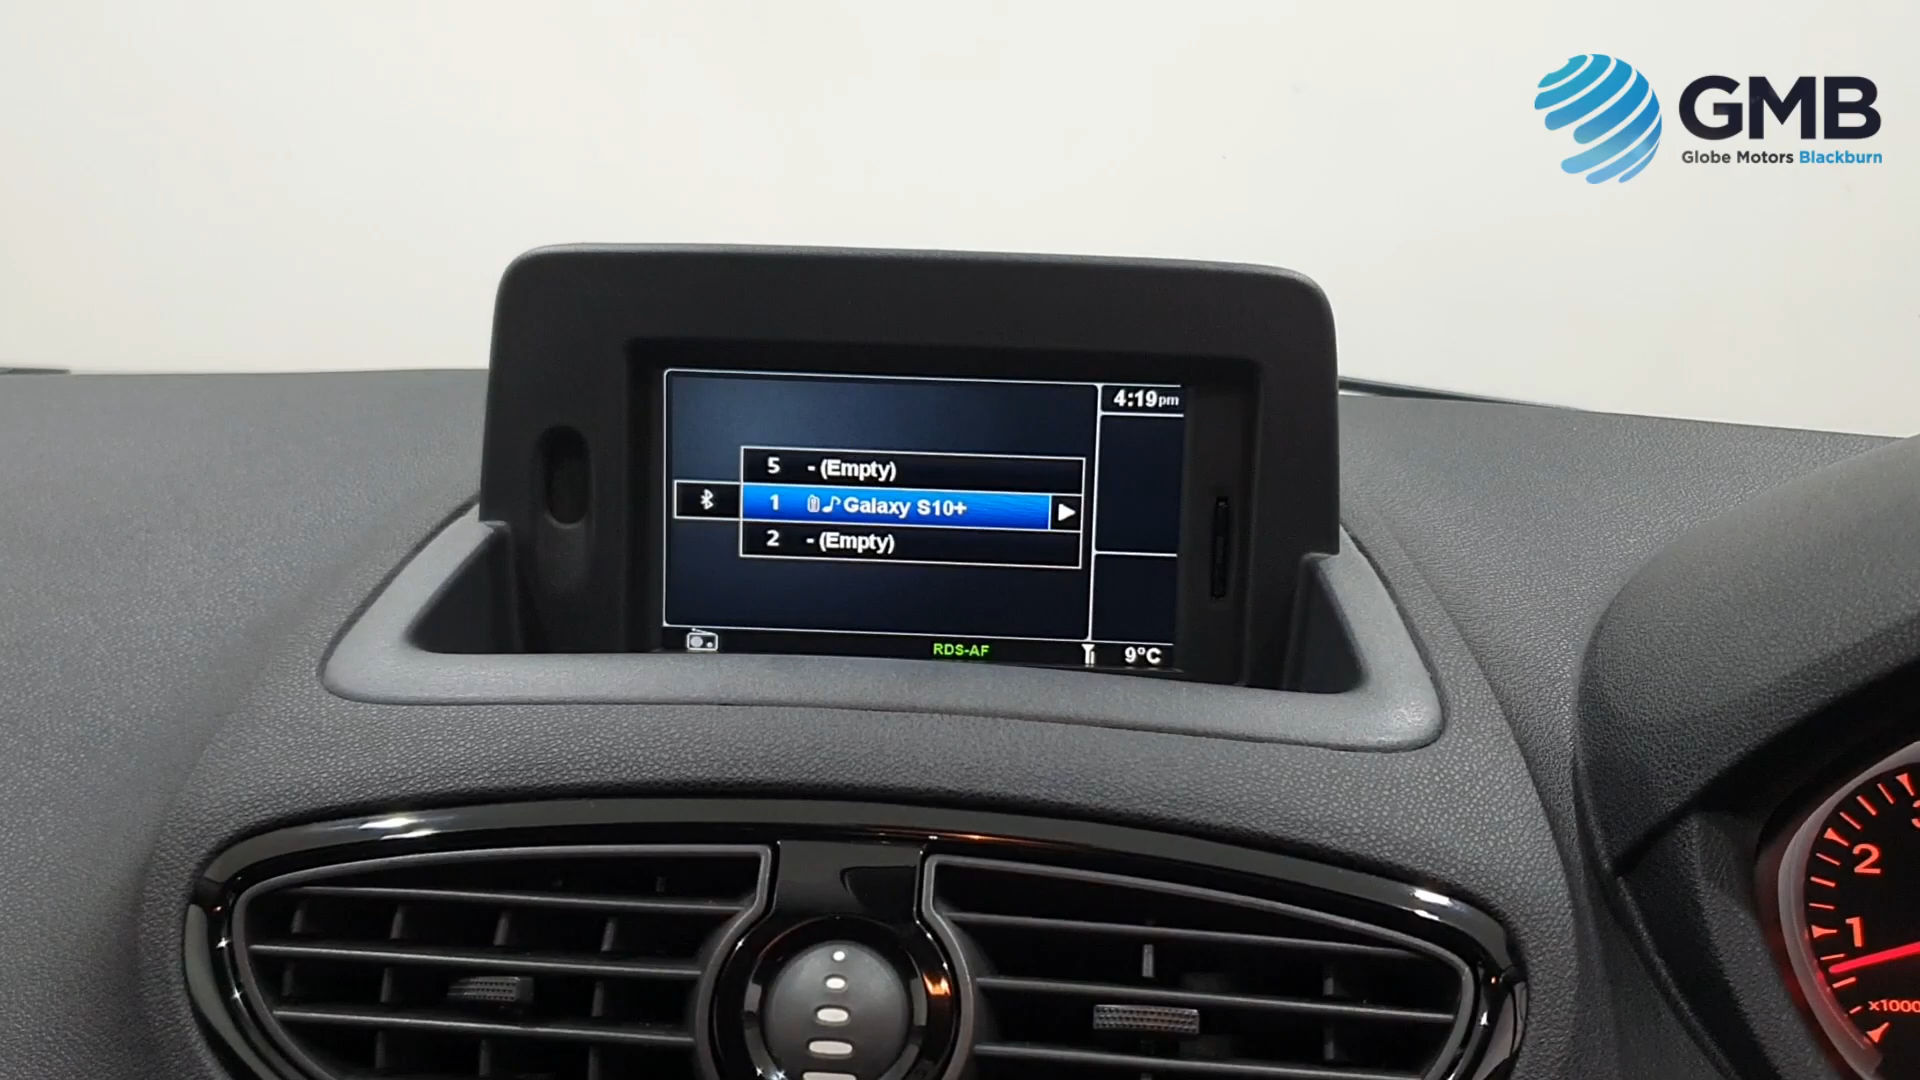 GMB
Globe Motors Blackburn
4:19pm
5 - (Empty)
1 Galaxy S10+
2 - (Empty)
RDS-AF
9°C
2
1
x1000